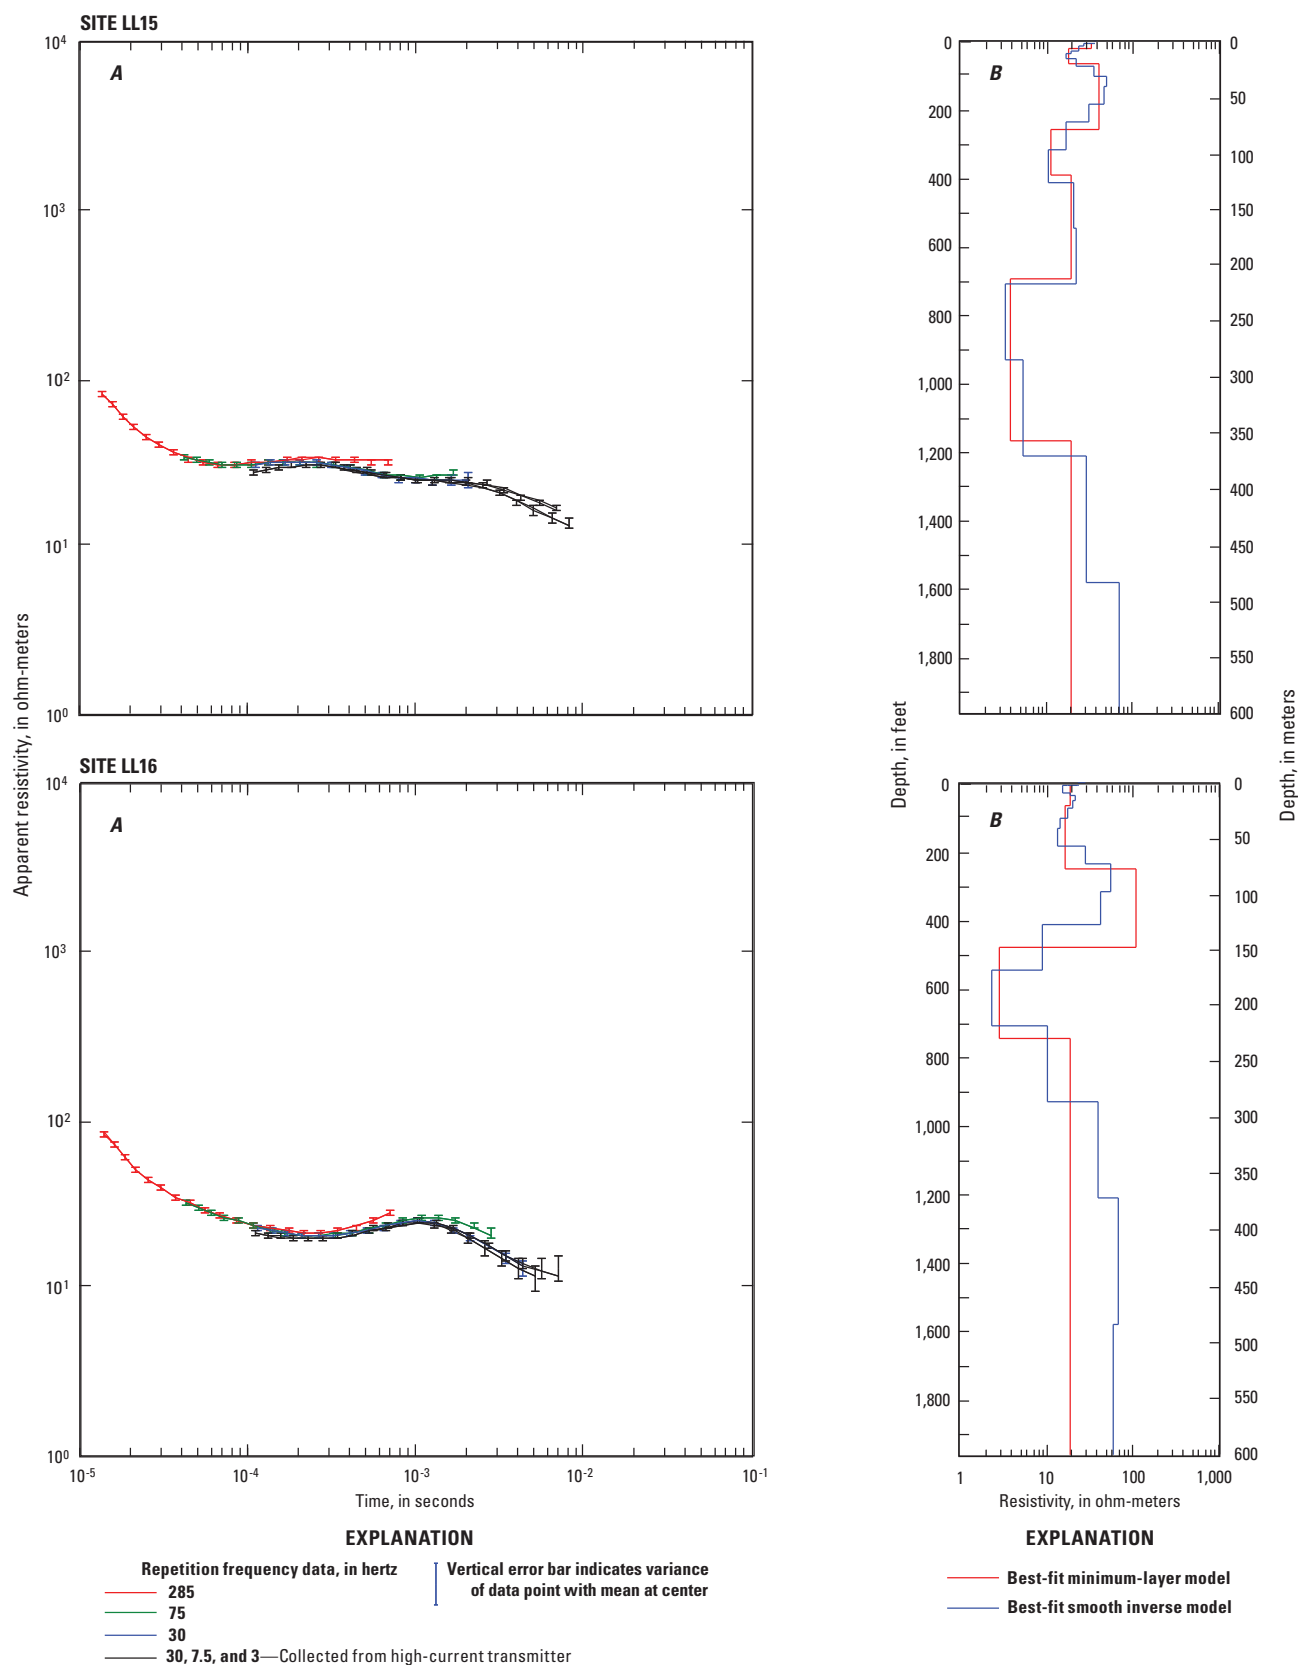 SITE LL15
A
10⁴
10³
10²
10¹
10⁰
B
0
200
400
600
800
1,000
1,200
1,400
1,600
1,800
0
50
100
150
200
250
300
350
400
450
500
550
600
Apparent resistivity, in ohm-meters
Depth, in feet
Depth, in meters
SITE LL16
A
10⁴
10³
10²
10¹
10⁰
10⁻⁵ 10⁻⁴ 10⁻³ 10⁻² 10⁻¹
Time, in seconds
B
0
200
400
600
800
1,000
1,200
1,400
1,600
1,800
0
50
100
150
200
250
300
350
400
450
500
550
600
1 10 100 1,000
Resistivity, in ohm-meters
EXPLANATION
Repetition frequency data, in hertz
285
75
30
30, 7.5, and 3—Collected from high-current transmitter
Vertical error bar indicates variance
of data point with mean at center
EXPLANATION
Best-fit minimum-layer model
Best-fit smooth inverse model